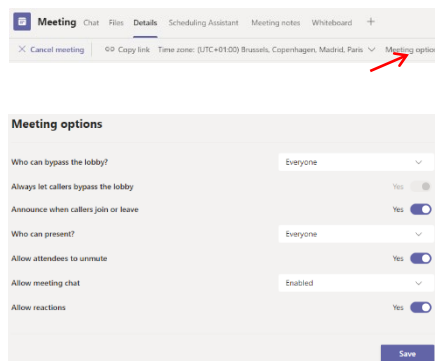 Meeting Chat Files Details Scheduling Assistant Meeting notes Whiteboard +
× Cancel meeting Copy link Time zone: (UTC+01:00) Brussels, Copenhagen, Madrid, Paris Meeting option
Meeting options
Who can bypass the lobby? Everyone
Always let callers bypass the lobby Yes
Announce when callers join or leave Yes
Who can present? Everyone
Allow attendees to unmute Yes
Allow meeting chat Enabled
Allow reactions Yes
Save